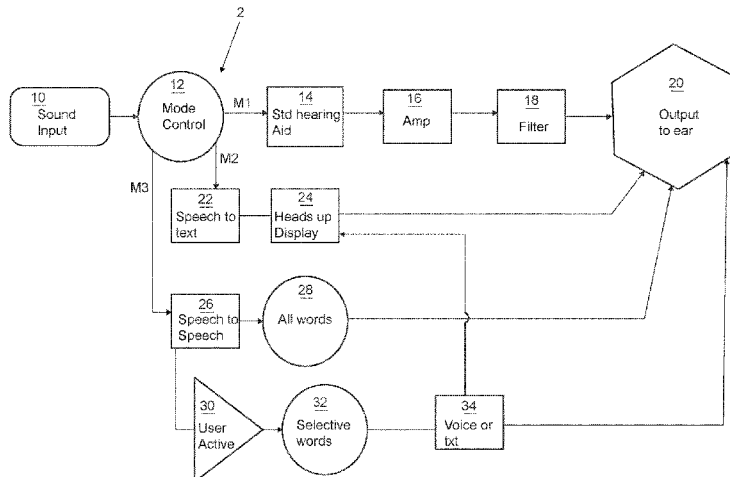 2
10
Sound
Input
12
Mode
Control
M1
14
Std hearing
Aid
16
Amp
18
Filter
20
Output
to ear
M2
M3
22
Speech to
text
24
Heads up
Display
26
Speech to
Speech
28
All words
30
User
Active
32
Selective
words
34
Voice or
txt